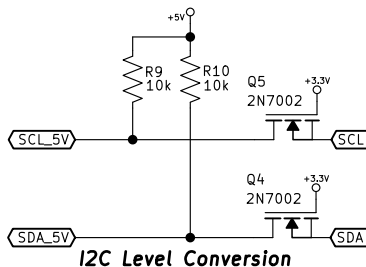 +5V
R9
10k
R10
10k
Q5
2N7002
+3.3V
SCL_5V
SCL
Q4
2N7002
+3.3V
SDA_5V
SDA
I2C Level Conversion